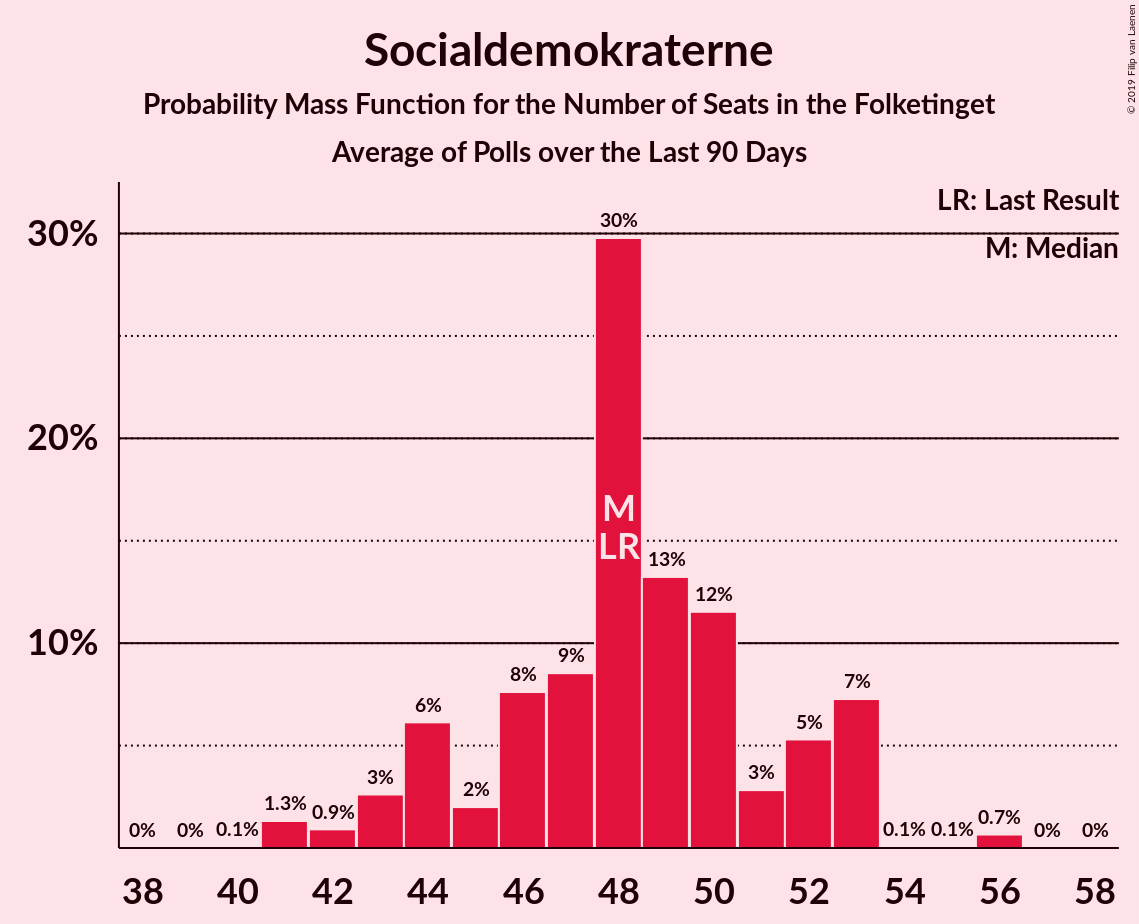 Socialdemokraterne
Probability Mass Function for the Number of Seats in the Folketinget
Average of Polls over the Last 90 Days
© 2019 Filip van Laenen
LR: Last Result
M: Median
30%
20%
10%
0%
0%
0.1%
1.3%
0.9%
3%
6%
2%
8%
9%
30%
M
LR
13%
12%
3%
5%
7%
0.1%
0.1%
0.7%
0%
0%
38 40 42 44 46 48 50 52 54 56 58